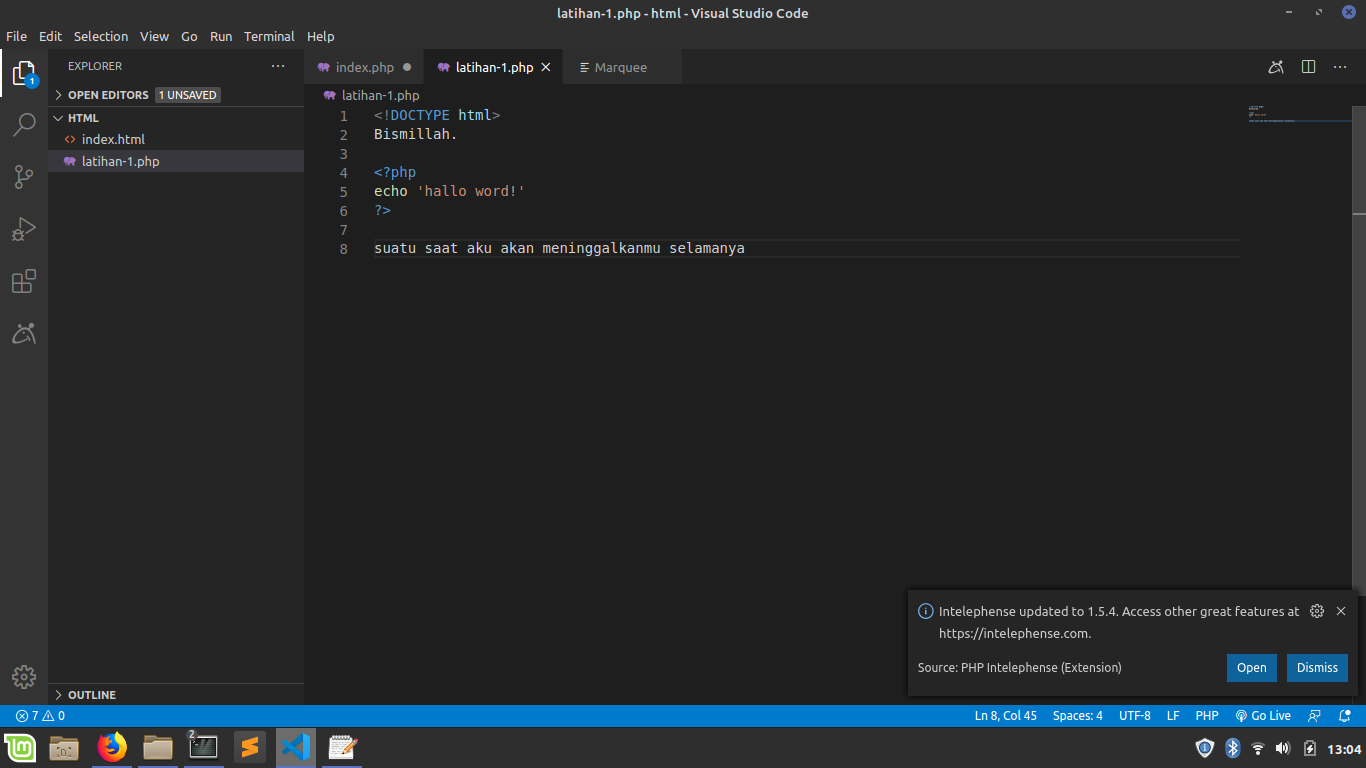 latihan-1.php - html - Visual Studio Code
File Edit Selection View Go Run Terminal Help
EXPLORER
index.php
latihan-1.php
Marquee
1
OPEN EDITORS 1 UNSAVED
latihan-1.php
HTML
index.html
latihan-1.php
1 <!DOCTYPE html>
2 Bismillah.
3
4 <?php
5 echo 'hallo word!'
6 ?>
7
8 suatu saat aku akan meninggalkanmu selamanya
Intelephense updated to 1.5.4. Access other great features at
https://intelephense.com.
Source: PHP Intelephense (Extension)
Open
Dismiss
OUTLINE
7 0
Ln 8, Col 45 Spaces: 4 UTF-8 LF PHP Go Live
2
13:04